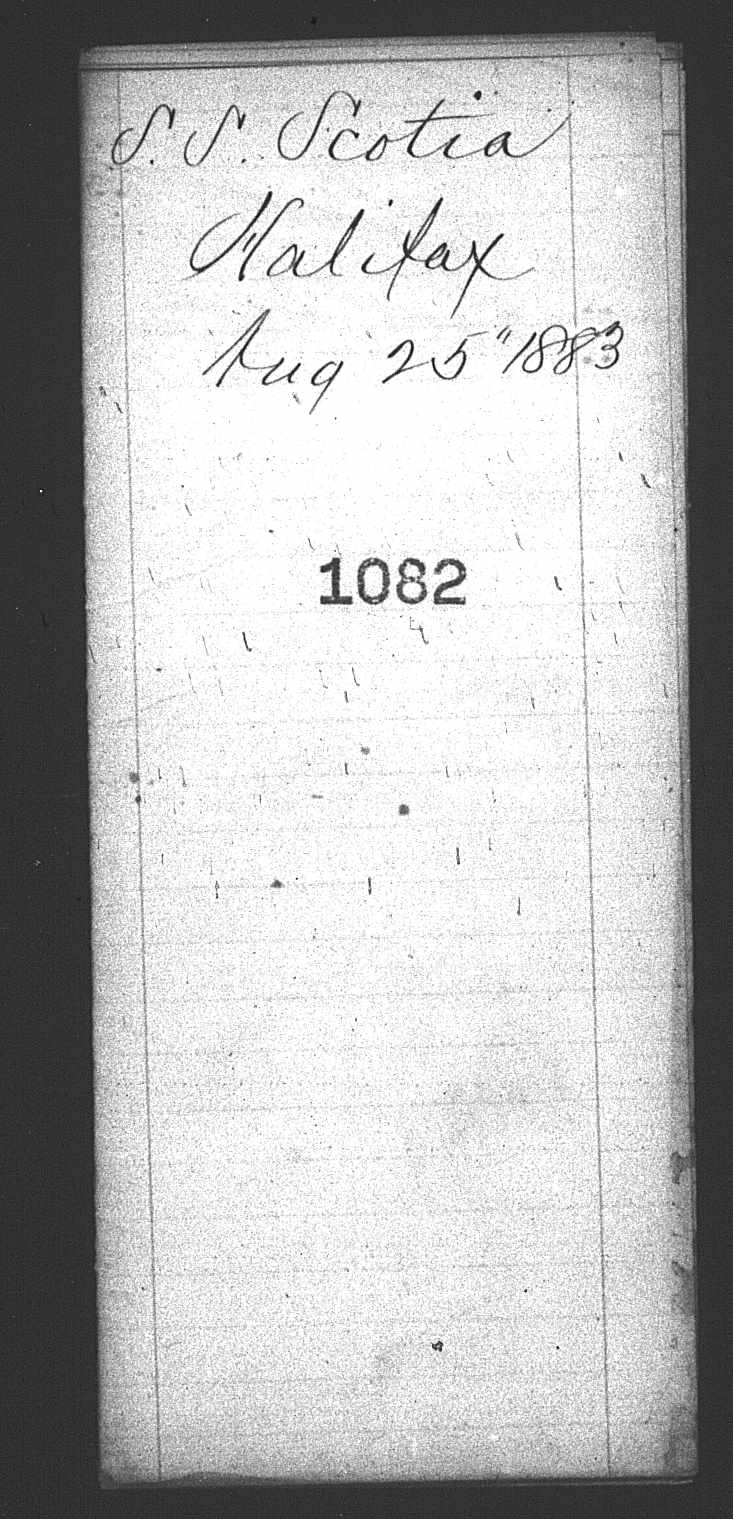 S. S. Scotia
Halifax
Aug 25" 1883
1082